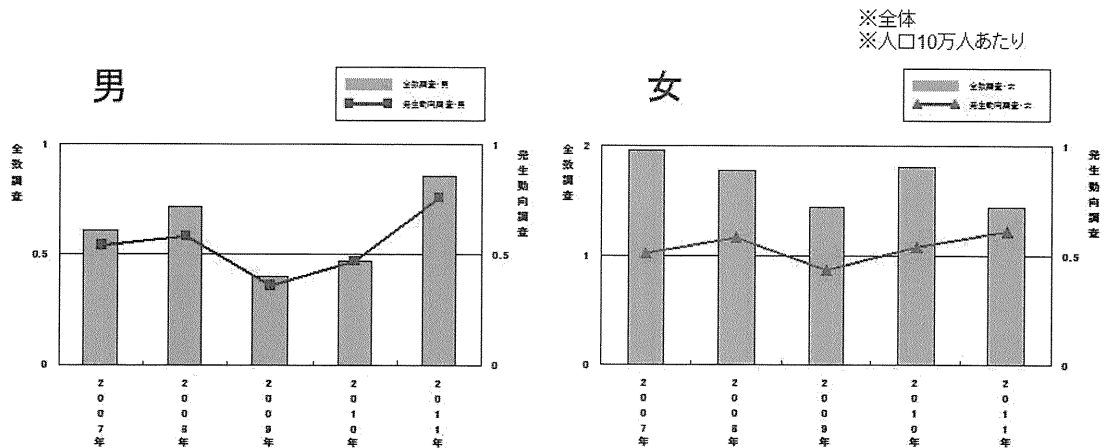 ※全体
※人口10万人あたり
男
全数調査・男
発生動向調査・男
全数調査
1
0.5
0
発生動向調査
1
0.5
0
2007年
2008年
2009年
2010年
2011年
女
全数調査・女
発生動向調査・女
全数調査
2
1
0
発生動向調査
1
0.5
0
2007年
2008年
2009年
2010年
2011年